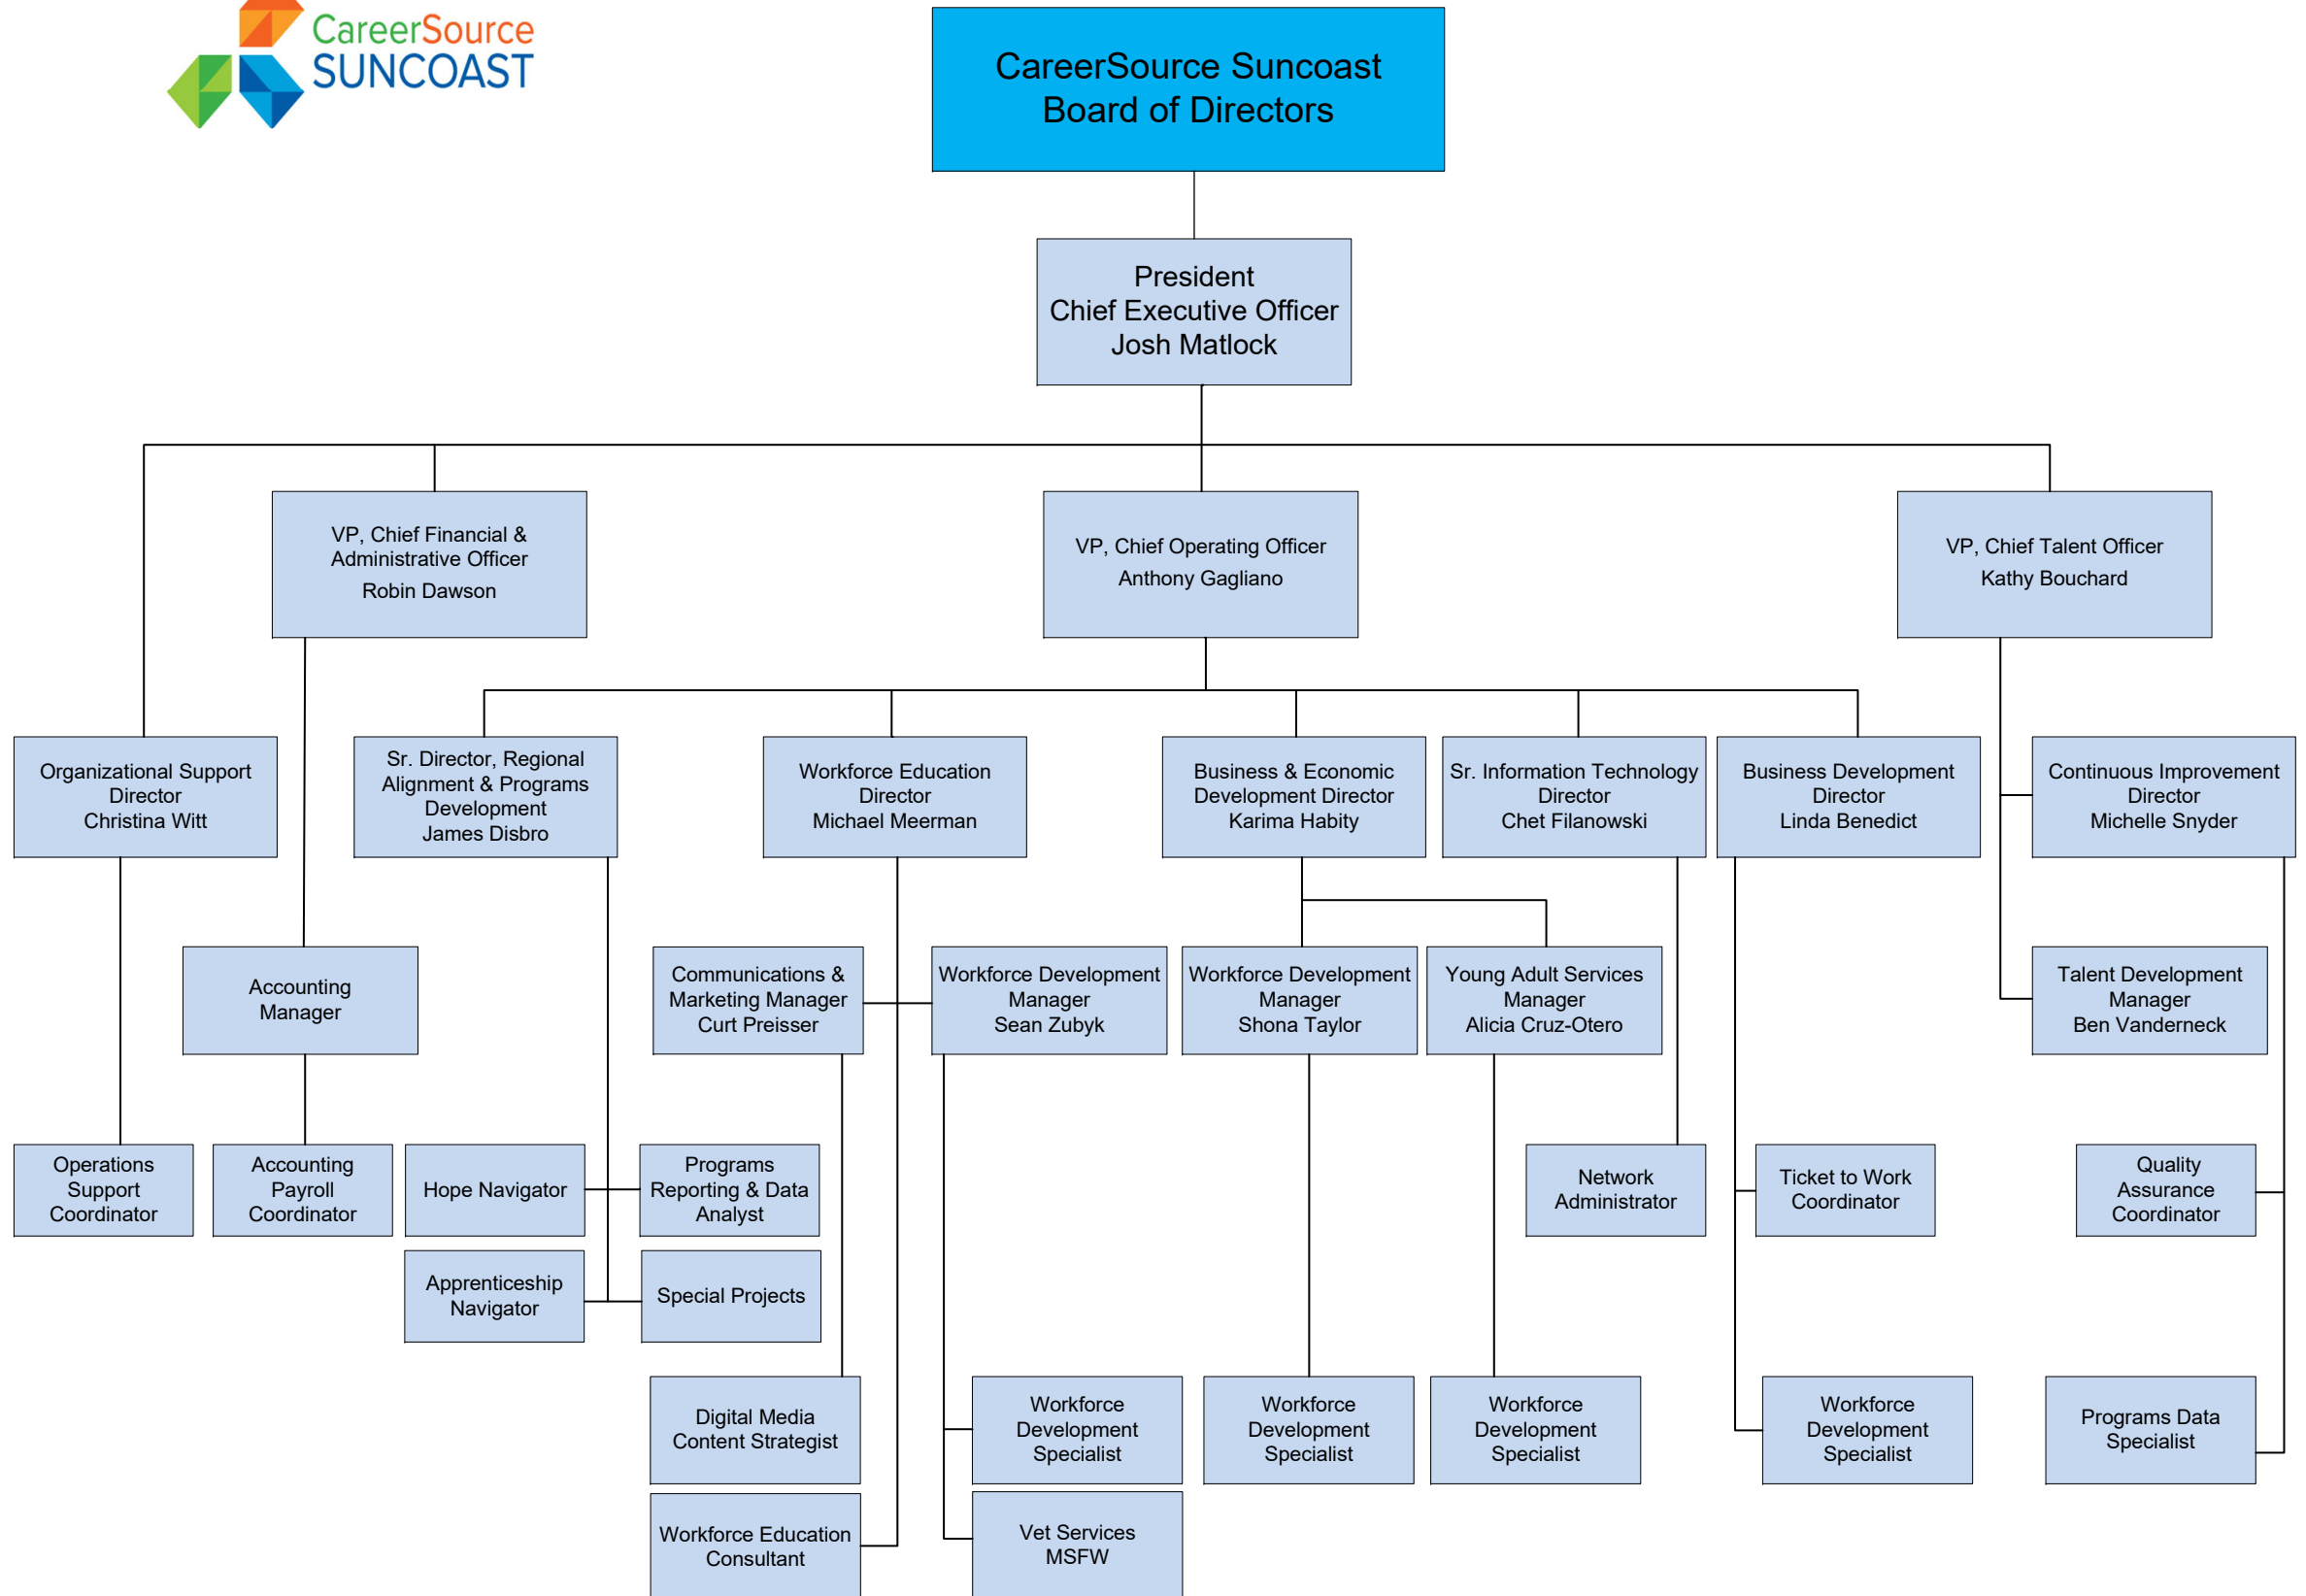 CareerSource
SUNCOAST
CareerSource Suncoast
Board of Directors
President
Chief Executive Officer
Josh Matlock
VP, Chief Financial &
Administrative Officer
Robin Dawson
VP, Chief Operating Officer
Anthony Gagliano
VP, Chief Talent Officer
Kathy Bouchard
Organizational Support
Director
Christina Witt
Sr. Director, Regional
Alignment & Programs
Development
James Disbro
Workforce Education
Director
Michael Meerman
Business & Economic
Development Director
Karima Habity
Sr. Information Technology
Director
Chet Filanowski
Business Development
Director
Linda Benedict
Continuous Improvement
Director
Michelle Snyder
Accounting
Manager
Communications &
Marketing Manager
Curt Preisser
Workforce Development
Manager
Sean Zubyk
Workforce Development
Manager
Shona Taylor
Young Adult Services
Manager
Alicia Cruz-Otero
Talent Development
Manager
Ben Vanderneck
Operations
Support
Coordinator
Accounting
Payroll
Coordinator
Hope Navigator
Programs
Reporting & Data
Analyst
Network
Administrator
Ticket to Work
Coordinator
Quality
Assurance
Coordinator
Apprenticeship
Navigator
Special Projects
Digital Media
Content Strategist
Workforce
Development
Specialist
Workforce
Development
Specialist
Workforce
Development
Specialist
Workforce
Development
Specialist
Programs Data
Specialist
Workforce Education
Consultant
Vet Services
MSFW